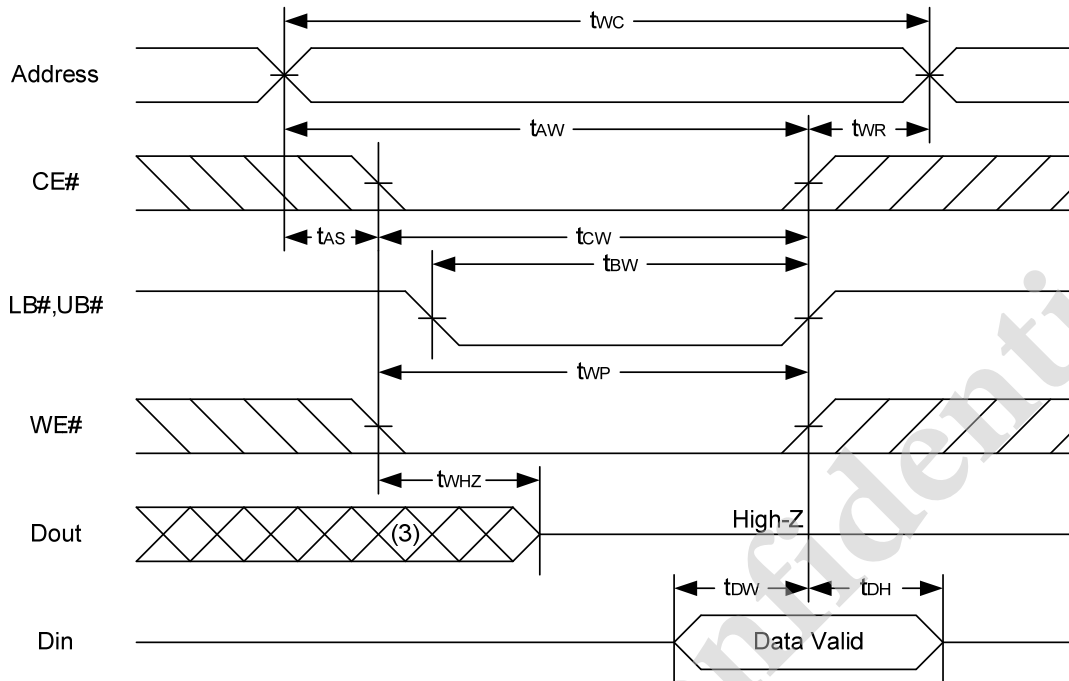 tWC
Address
tAW
tWR
CE#
tAS
tCW
tBW
LB#,UB#
tWP
WE#
tWHZ
Dout
(3)
High-Z
tDW
tDH
Din
Data Valid
nfidenti